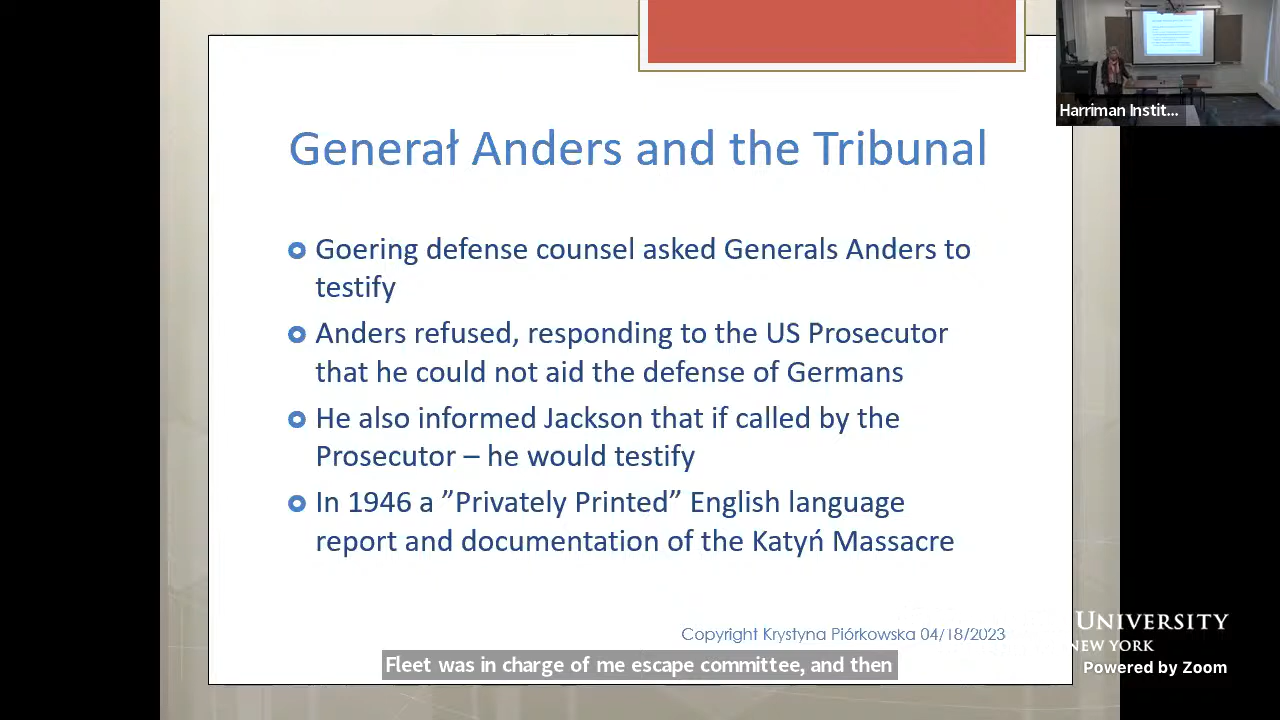 Harriman Instit...
Generał Anders and the Tribunal
Goering defense counsel asked Generals Anders to
testify
Anders refused, responding to the US Prosecutor
that he could not aid the defense of Germans
He also informed Jackson that if called by the
Prosecutor – he would testify
In 1946 a ”Privately Printed” English language
report and documentation of the Katyń Massacre
Copyright Krystyna Piórkowska 04/18/2023
Fleet was in charge of me escape committee, and then
UNIVERSITY
NEW YORK
Powered by Zoom